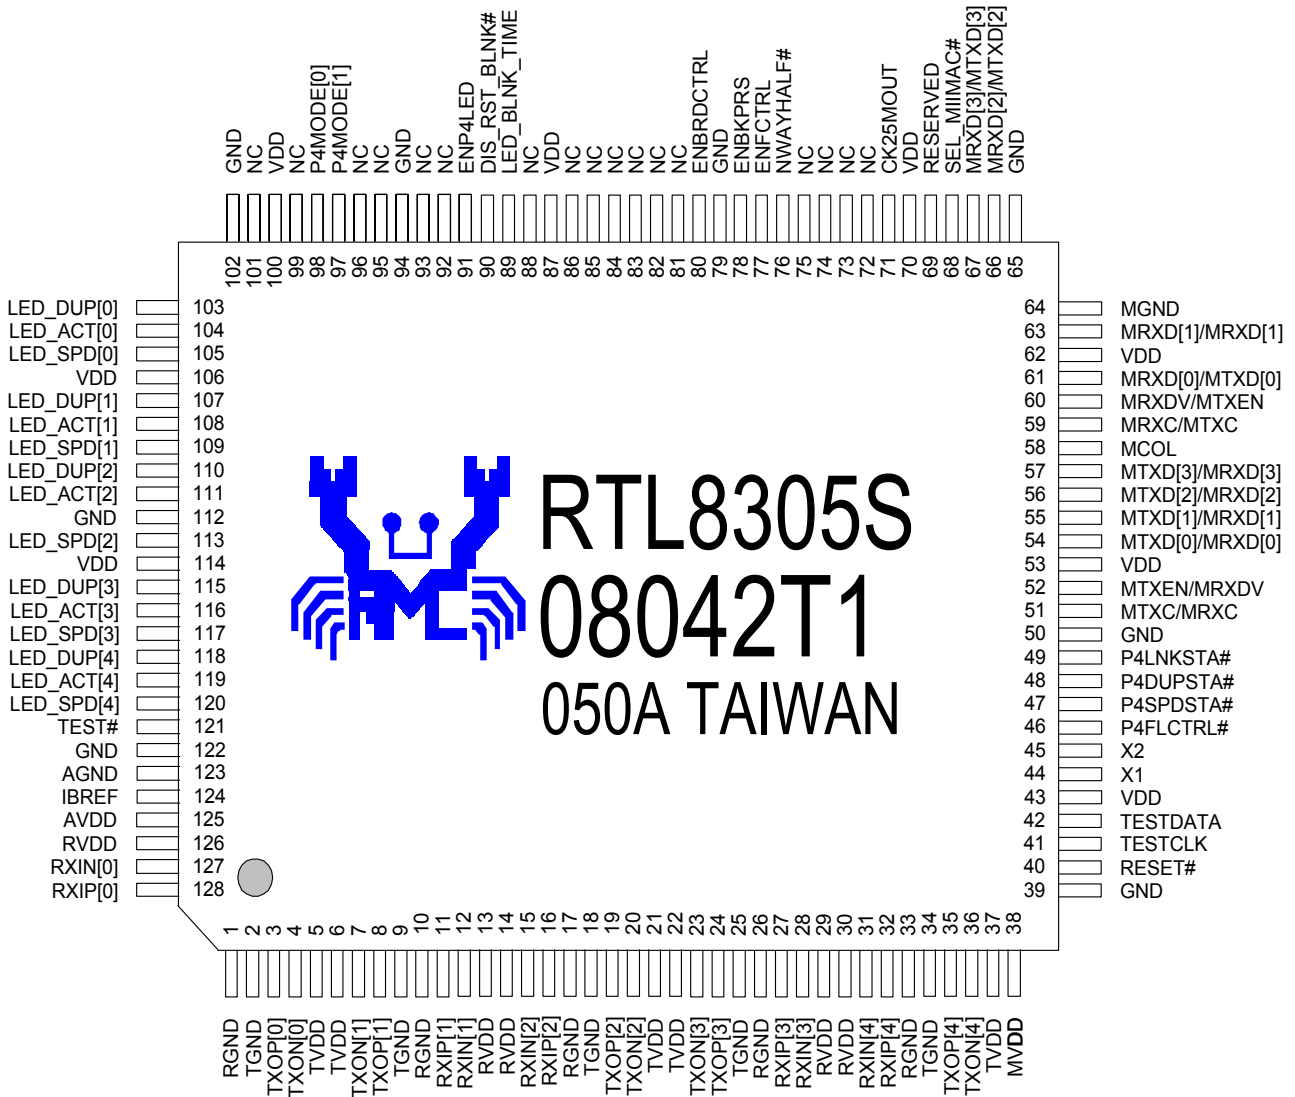 GND
NC
VDD
NC
P4MODE[0]
P4MODE[1]
NC
NC
GND
NC
NC
ENP4LED
DIS_RST_BLNK#
LED_BLNK_TIME
NC
VDD
NC
NC
NC
NC
NC
NC
ENBRDCTRL
GND
ENBKPRS
ENFCTRL
NWAYHALF#
NC
NC
NC
NC
CK25MOUT
VDD
RESERVED
SEL_MIIMAC#
MRXD[3]/MTXD[3]
MRXD[2]/MTXD[2]
GND
102
101
100
99
98
97
96
95
94
93
92
91
90
89
88
87
86
85
84
83
82
81
80
79
78
77
76
75
74
73
72
71
70
69
68
67
66
65
LED_DUP[0] 103
LED_ACT[0] 104
LED_SPD[0] 105
VDD 106
LED_DUP[1] 107
LED_ACT[1] 108
LED_SPD[1] 109
LED_DUP[2] 110
LED_ACT[2] 111
GND 112
LED_SPD[2] 113
VDD 114
LED_DUP[3] 115
LED_ACT[3] 116
LED_SPD[3] 117
LED_DUP[4] 118
LED_ACT[4] 119
LED_SPD[4] 120
TEST# 121
GND 122
AGND 123
IBREF 124
AVDD 125
RVDD 126
RXIN[0] 127
RXIP[0] 128
RTL8305S
08042T1
050A TAIWAN
64 MGND
63 MRXD[1]/MRXD[1]
62 VDD
61 MRXD[0]/MTXD[0]
60 MRXDV/MTXEN
59 MRXC/MTXC
58 MCOL
57 MTXD[3]/MRXD[3]
56 MTXD[2]/MRXD[2]
55 MTXD[1]/MRXD[1]
54 MTXD[0]/MRXD[0]
53 VDD
52 MTXEN/MRXDV
51 MTXC/MRXC
50 GND
49 P4LNKSTA#
48 P4DUPSTA#
47 P4SPDSTA#
46 P4FLCTRL#
45 X2
44 X1
43 VDD
42 TESTDATA
41 TESTCLK
40 RESET#
39 GND
1
2
3
4
5
6
7
8
9
10
11
12
13
14
15
16
17
18
19
20
21
22
23
24
25
26
27
28
29
30
31
32
33
34
35
36
37
38
RGND
TGND
TXOP[0]
TXON[0]
TVDD
TVDD
TXON[1]
TXOP[1]
TGND
RGND
RXIP[1]
RXIN[1]
RVDD
RVDD
RXIN[2]
RXIP[2]
RGND
TGND
TXOP[2]
TXON[2]
TVDD
TVDD
TXON[3]
TXOP[3]
TGND
RGND
RXIP[3]
RXIN[3]
RVDD
RVDD
RXIN[4]
RXIP[4]
RGND
TGND
TXOP[4]
TXON[4]
TVDD
MVDD